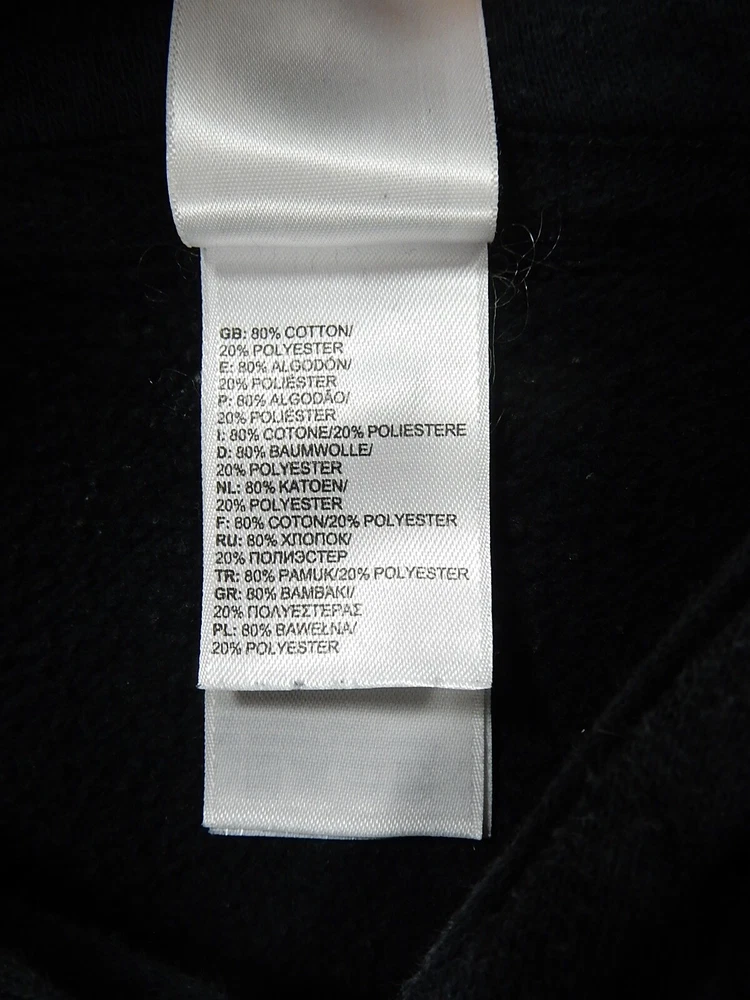 GB: 80% COTTON/
20% POLYESTER
E: 80% ALGODÓN/
20% POLIÉSTER
P: 80% ALGODÃO/
20% POLIÉSTER
I: 80% COTONE/20% POLIESTERE
D: 80% BAUMWOLLE/
20% POLYESTER
NL: 80% KATOEN/
20% POLYESTER
F: 80% COTON/20% POLYESTER
RU: 80% ХЛОПОК/
20% ПОЛИЭСТЕР
TR: 80% PAMUK/20% POLYESTER
GR: 80% ΒΑΜΒΑΚΙ/
20% ΠΟΛΥΕΣΤΕΡΑΣ
PL: 80% BAWEŁNA/
20% POLYESTER